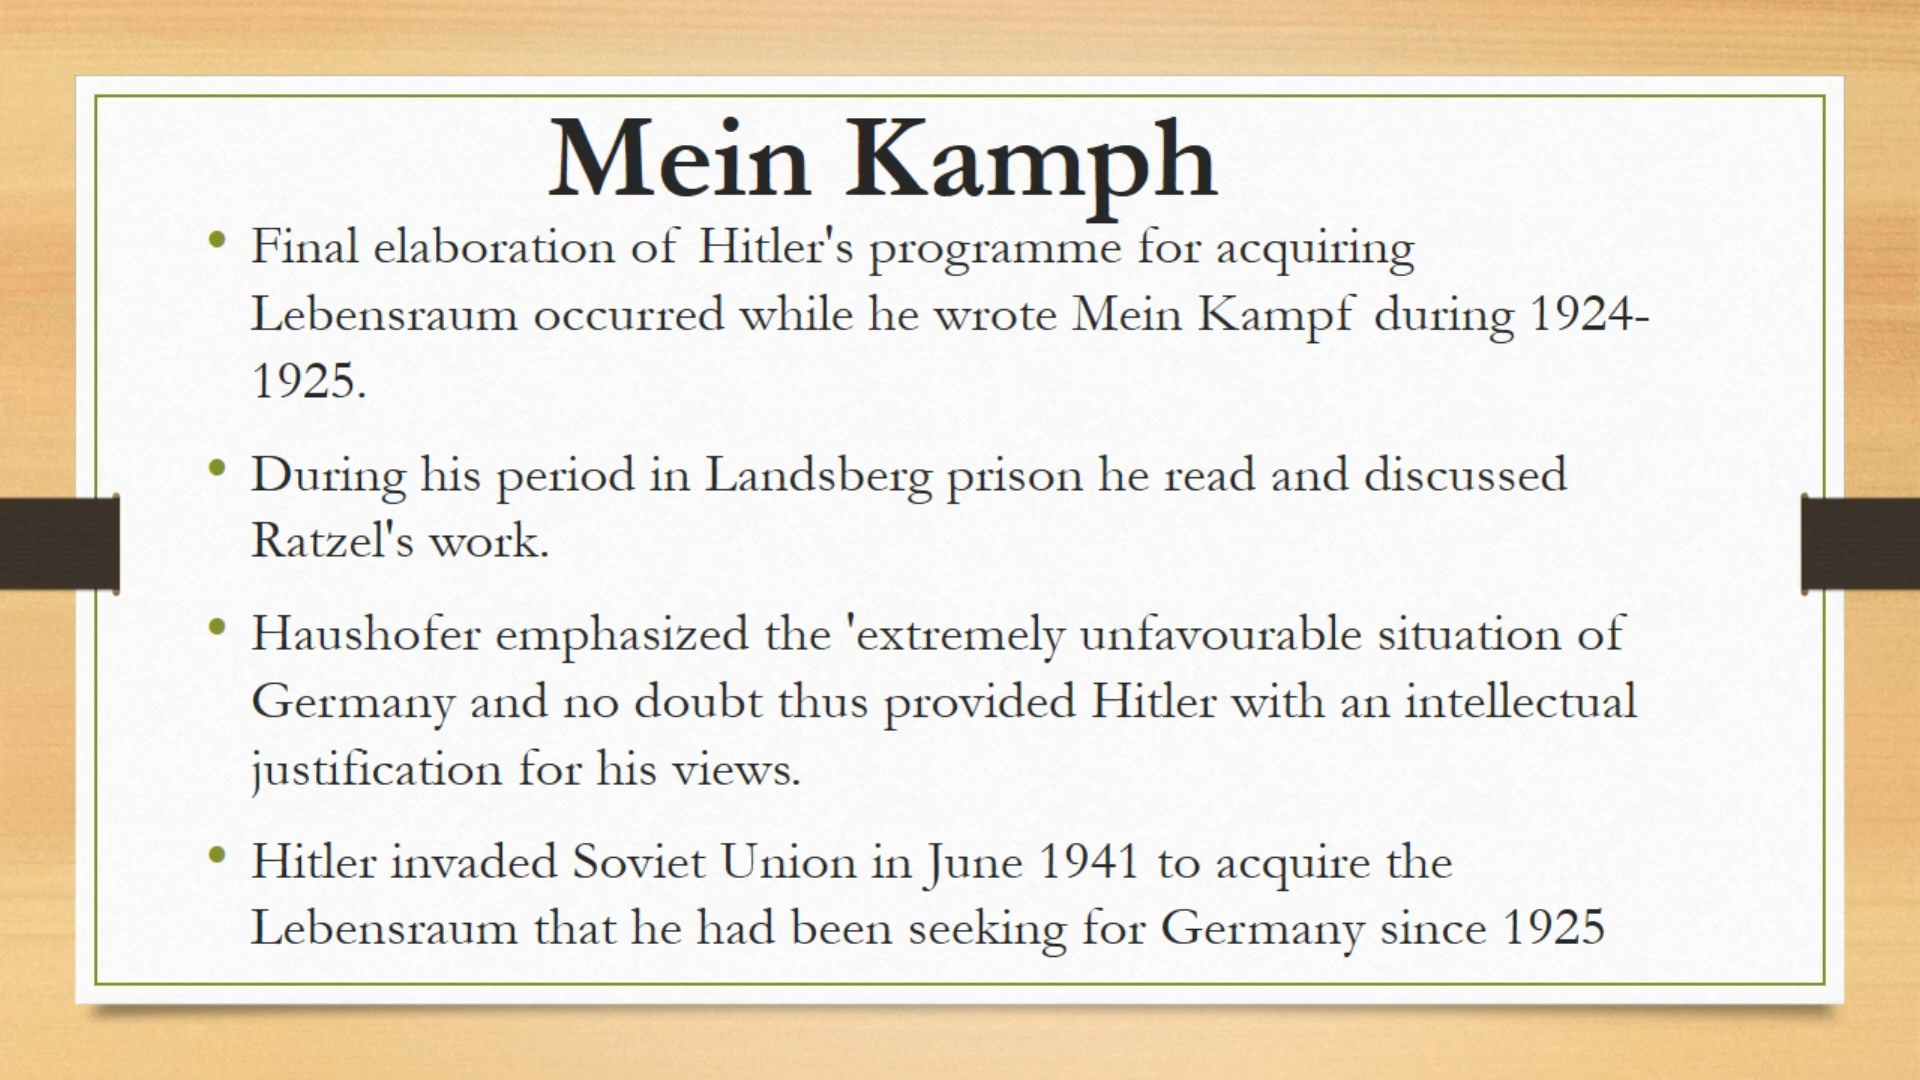 Mein Kamph
Final elaboration of Hitler's programme for acquiring
Lebensraum occurred while he wrote Mein Kampf during 1924-
1925.
During his period in Landsberg prison he read and discussed
Ratzel's work.
Haushofer emphasized the 'extremely unfavourable situation of
Germany and no doubt thus provided Hitler with an intellectual
justification for his views.
Hitler invaded Soviet Union in June 1941 to acquire the
Lebensraum that he had been seeking for Germany since 1925